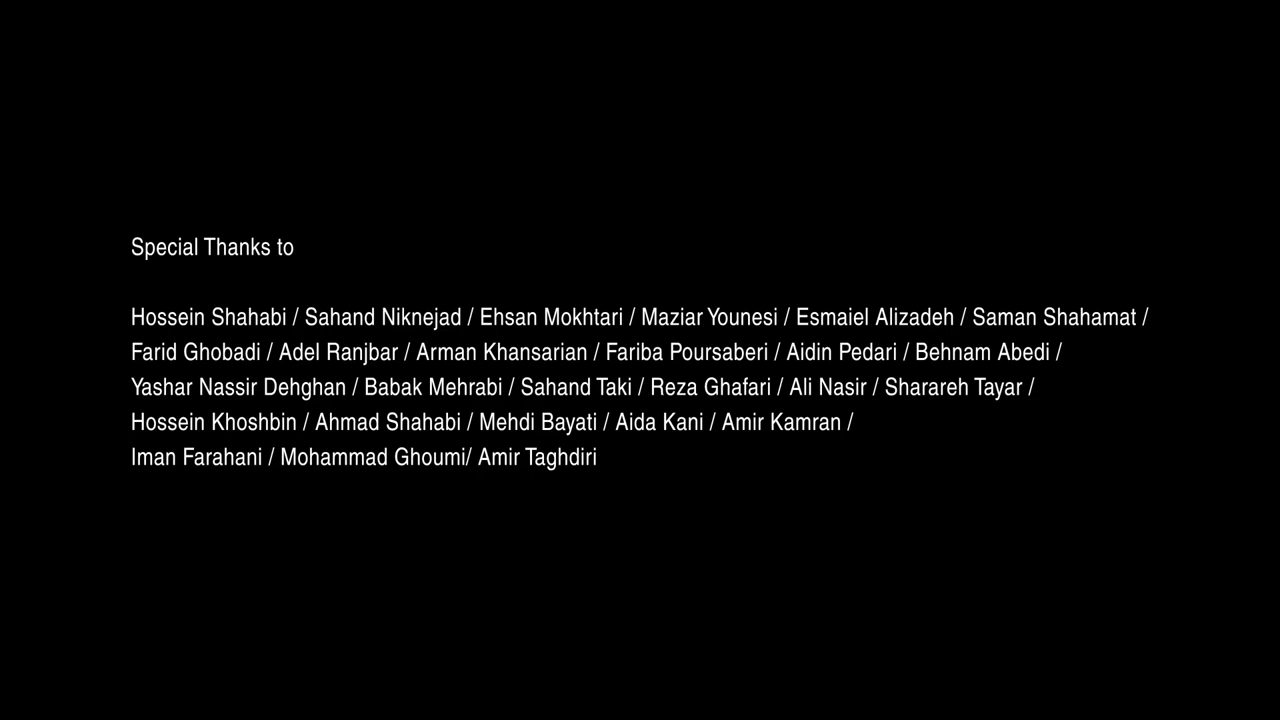 Special Thanks to
Hossein Shahabi / Sahand Niknejad / Ehsan Mokhtari / Maziar Younesi / Esmaiel Alizadeh / Saman Shahamat /
Farid Ghobadi / Adel Ranjbar / Arman Khansarian / Fariba Poursaberi / Aidin Pedari / Behnam Abedi /
Yashar Nassir Dehghan / Babak Mehrabi / Sahand Taki / Reza Ghafari / Ali Nasir / Sharareh Tayar /
Hossein Khoshbin / Ahmad Shahabi / Mehdi Bayati / Aida Kani / Amir Kamran /
Iman Farahani / Mohammad Ghoumi/ Amir Taghdiri